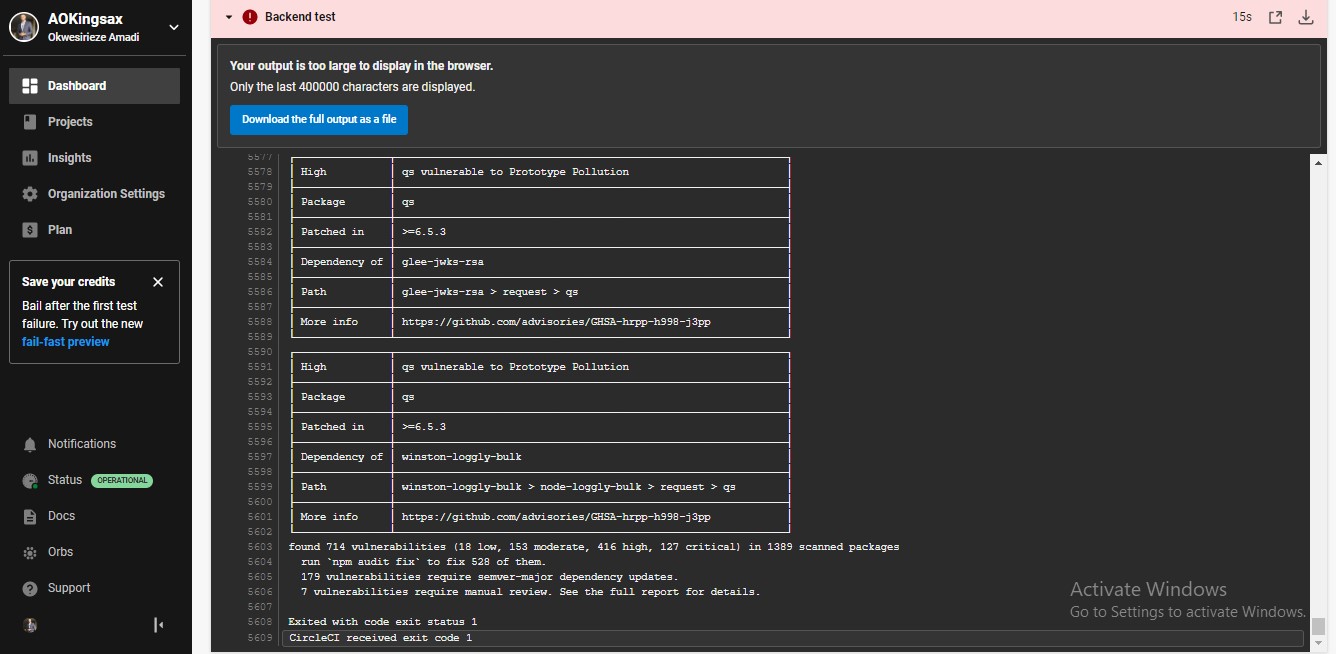 AOKingsax
Okwesirieze Amadi
Dashboard
Projects
Insights
Organization Settings
Plan
Save your credits
Bail after the first test
failure. Try out the new
fail-fast preview
Notifications
Status OPERATIONAL
Docs
Orbs
Support
Backend test 15s
Your output is too large to display in the browser.
Only the last 400000 characters are displayed.
Download the full output as a file
5577
5578 High qs vulnerable to Prototype Pollution
5579
5580 Package qs
5581
5582 Patched in >=6.5.3
5583
5584 Dependency of glee-jwks-rsa
5585
5586 Path glee-jwks-rsa > request > qs
5587
5588 More info https://github.com/advisories/GHSA-hrpp-h998-j3pp
5589
5590
5591 High qs vulnerable to Prototype Pollution
5592
5593 Package qs
5594
5595 Patched in >=6.5.3
5596
5597 Dependency of winston-loggly-bulk
5598
5599 Path winston-loggly-bulk > node-loggly-bulk > request > qs
5600
5601 More info https://github.com/advisories/GHSA-hrpp-h998-j3pp
5602
5603 found 714 vulnerabilities (18 low, 153 moderate, 416 high, 127 critical) in 1389 scanned packages
5604 run `npm audit fix` to fix 528 of them.
5605 179 vulnerabilities require semver-major dependency updates.
5606 7 vulnerabilities require manual review. See the full report for details.
5607
5608 Exited with code exit status 1
5609 CircleCI received exit code 1
Activate Windows
Go to Settings to activate Windows.